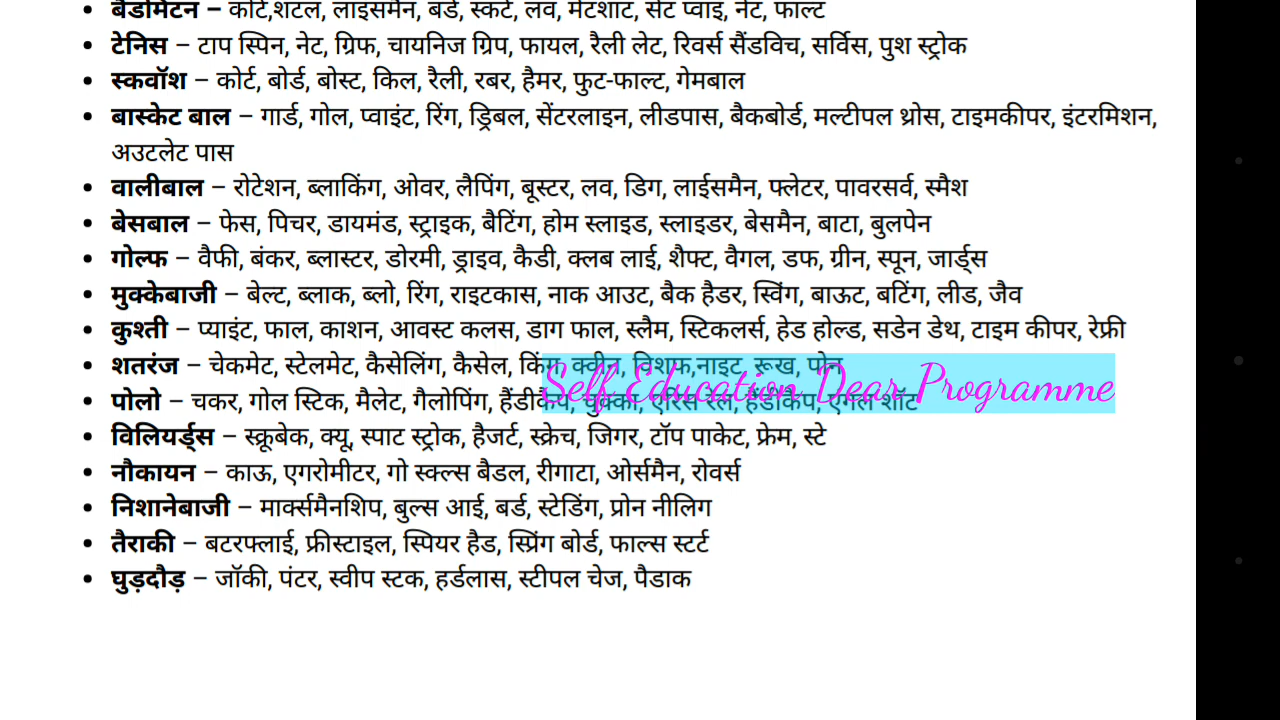 बैडमिंटन – कोर्ट,शटल, लाइसमैन, बर्ड, स्कर्ट, लव, मेटशाट, सेट प्वाइ, नेट, फाल्ट
टेनिस – टाप स्पिन, नेट, ग्रिफ, चायनिज ग्रिप, फायल, रैली लेट, रिवर्स सैंडविच, सर्विस, पुश स्ट्रोक
स्कवॉश – कोर्ट, बोर्ड, बोस्ट, किल, रैली, रबर, हैमर, फुट-फाल्ट, गेमबाल
बास्केट बाल – गार्ड, गोल, प्वाइंट, रिंग, ड्रिबल, सेंटरलाइन, लीडपास, बैकबोर्ड, मल्टीपल थ्रोस, टाइमकीपर, इंटरमिशन,
अउटलेट पास
वालीबाल – रोटेशन, ब्लाकिंग, ओवर, लैपिंग, बूस्टर, लव, डिग, लाईसमैन, फ्लेटर, पावरसर्व, स्मैश
बेसबाल – फेस, पिचर, डायमंड, स्ट्राइक, बैटिंग, होम स्लाइड, स्लाइडर, बेसमैन, बाटा, बुलपेन
गोल्फ – वैफी, बंकर, ब्लास्टर, डोरमी, ड्राइव, कैडी, क्लब लाई, शैफ्ट, वैगल, डफ, ग्रीन, स्पून, जार्ड्स
मुक्केबाजी – बेल्ट, ब्लाक, ब्लो, रिंग, राइटकास, नाक आउट, बैक हैडर, स्विंग, बाऊट, बटिंग, लीड, जैव
कुश्ती – प्याइंट, फाल, काशन, आवस्ट कलस, डाग फाल, स्लैम, स्टिकलर्स, हेड होल्ड, सडेन डेथ, टाइम कीपर, रेफ्री
शतरंज – चेकमेट, स्टेलमेट, कैसेलिंग, कैसेल, किंग, क्वीन, विशफ,नाइट, रूख, पोन
Self Education Dear Programme
पोलो – चकर, गोल स्टिक, मैलेट, गैलोपिंग, हैंडीकैप, चुक्का, एरिस रेल, हैंडीकैप, एंगल शॉट
विलियर्ड्स – स्क्रूबेक, क्यू, स्पाट स्ट्रोक, हैजर्ट, स्क्रेच, जिगर, टॉप पाकेट, फ्रेम, स्टे
नौकायन – काऊ, एगरोमीटर, गो स्क्ल्स बैडल, रीगाटा, ओर्समैन, रोवर्स
निशानेबाजी – मार्क्समैनशिप, बुल्स आई, बर्ड, स्टेडिंग, प्रोन नीलिग
तैराकी – बटरफ्लाई, फ्रीस्टाइल, स्पियर हैड, स्प्रिंग बोर्ड, फाल्स स्टर्ट
घुड़दौड़ – जॉकी, पंटर, स्वीप स्टक, हर्डलास, स्टीपल चेज, पैडाक